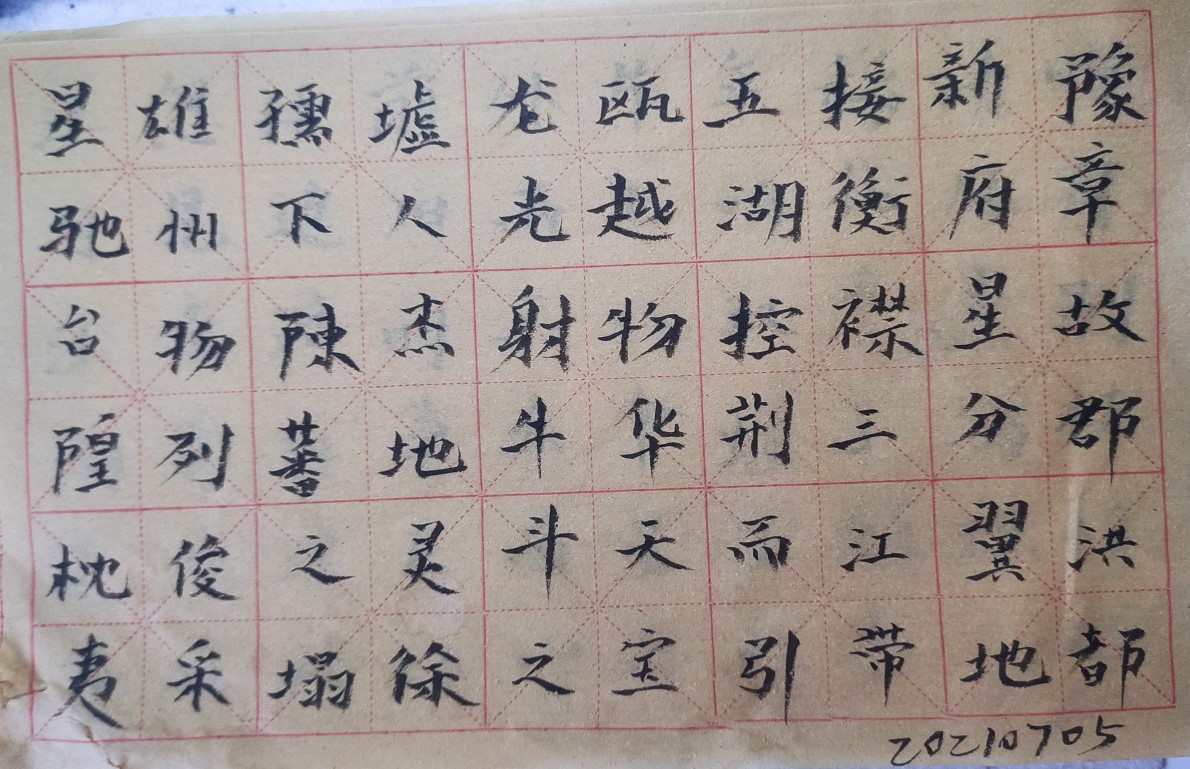 豫章故郡洪都
新府星分翼地
接衡襟三江带
五湖控荆而引
瓯越物华天宝
龙光射牛斗之
墟人杰地灵徐
孺下陈蕃之塌
雄州物列俊采
星驰台隍枕夷
20210705